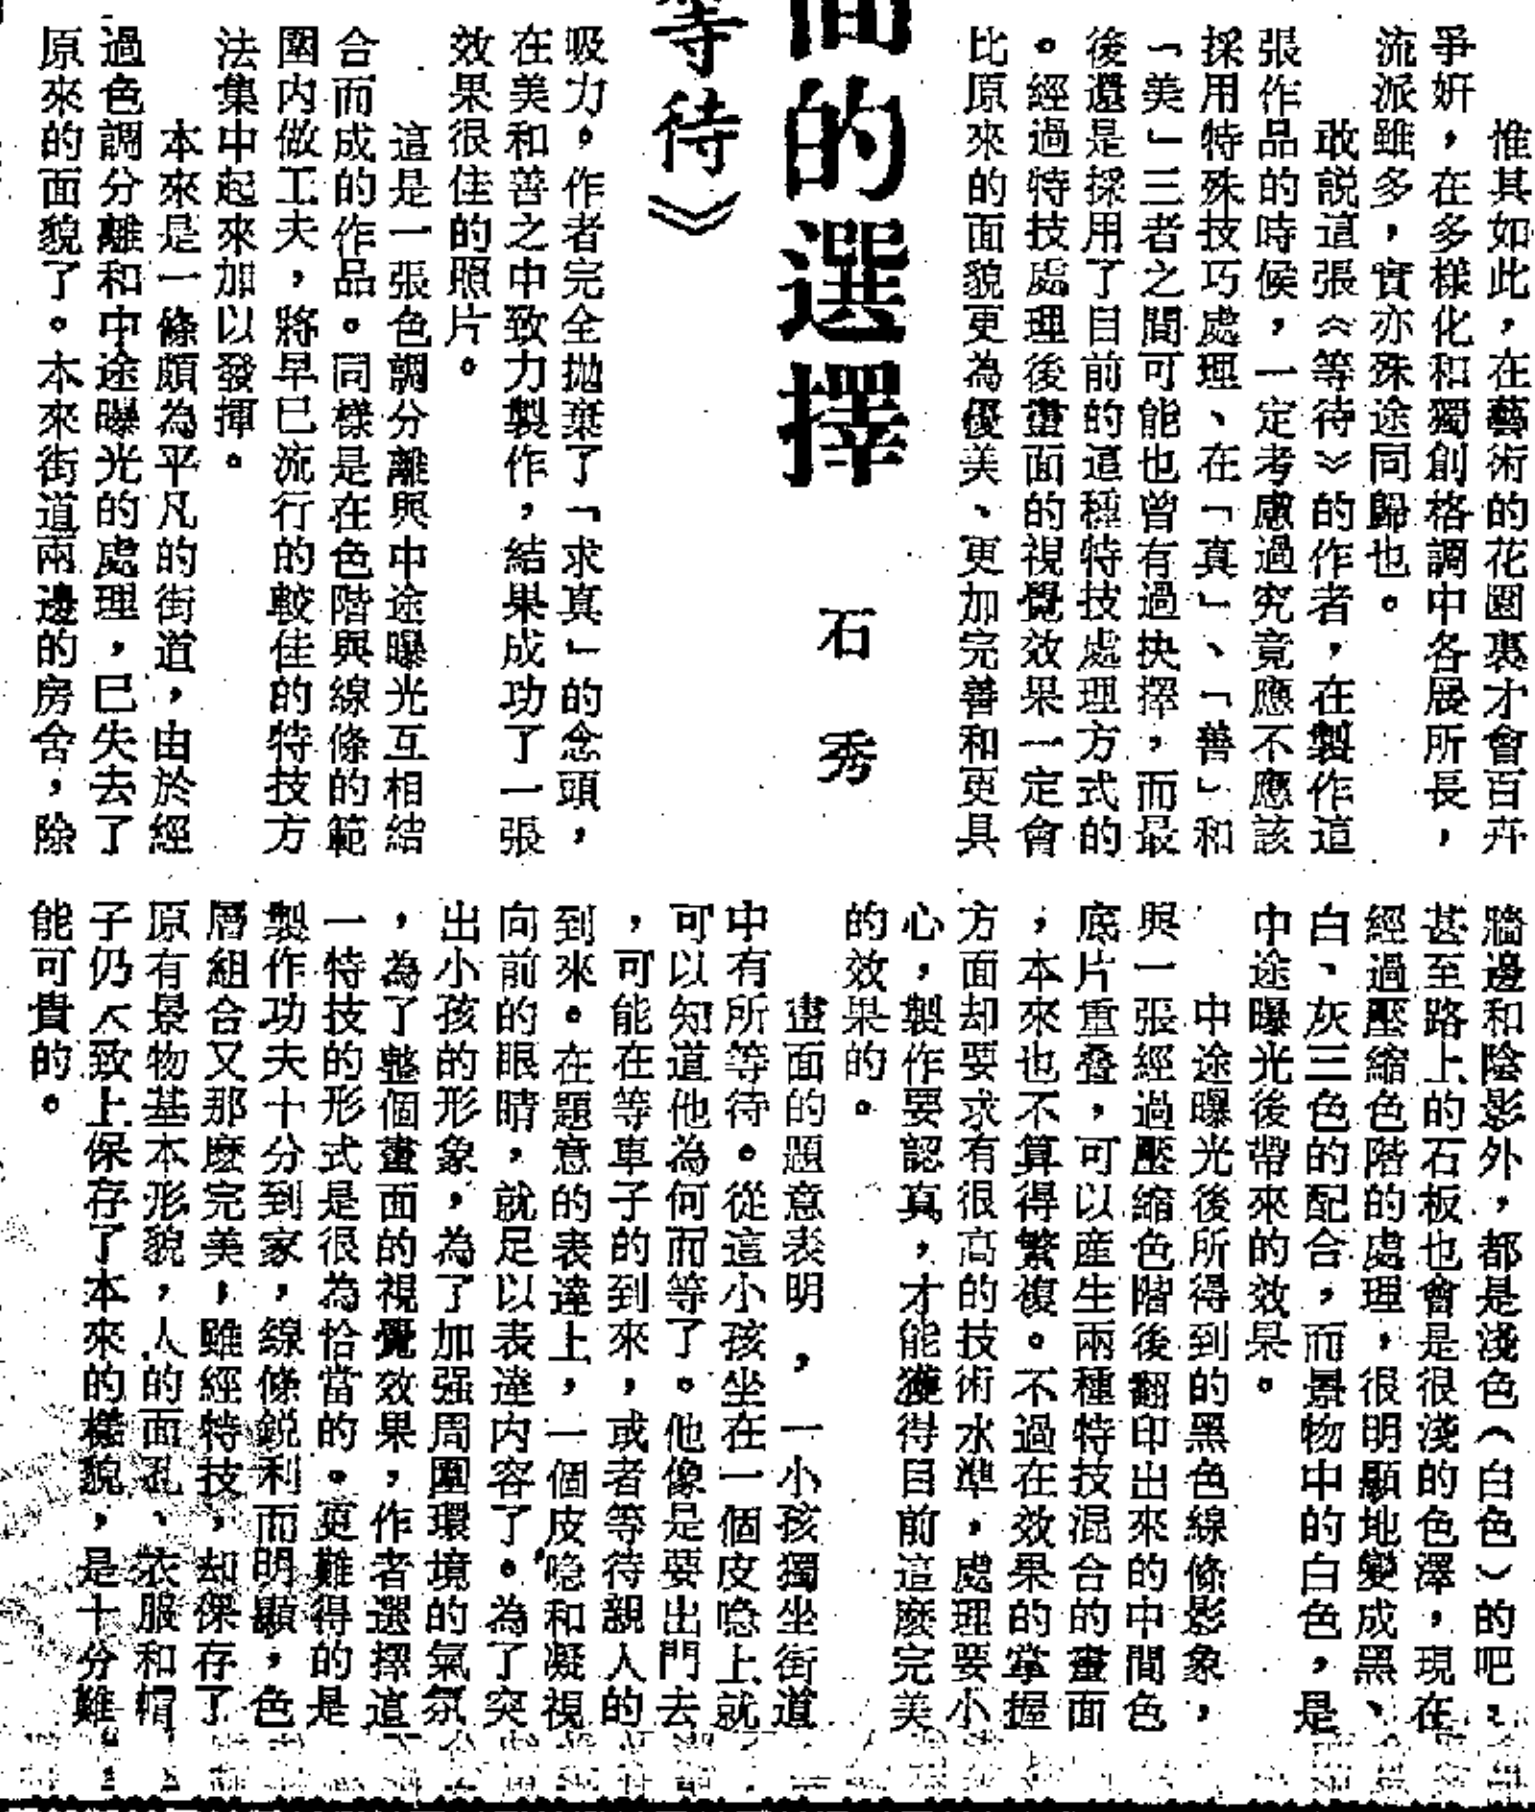 間的選擇
等待》
石秀
惟其如此，在藝術的花園裏才會百卉
爭姸，在多樣化和獨創格調中各展所長，
流派雖多，實亦殊途同歸也。
敢説這張《等待》的作者，在製作這
張作品的時候，一定考慮過究竟應不應該
採用特殊技巧處理、在「真」、「善」和
「美」三者之間可能也曾有過抉擇，而最
後還是採用了目前的這種特技處理方式的
。經過特技處理後畫面的視覺效果一定會
比原來的面貌更為優美、更加完善和更具
吸力，作者完全拋棄了「求真」的念頭，
在美和善之中致力製作，結果成功了一張
效果很佳的照片。
這是一張色調分離與中途曝光互相結
合而成的作品。同樣是在色階與線條的範
圍内做工夫，將早已流行的較佳的特技方
法集中起來加以發揮。
本來是一條頗為平凡的街道，由於經
過色調分離和中途曝光的處理，已失去了
原來的面貌了。本來街道兩邊的房舍，除
牆邊和陰影外，都是淺色（白色）的吧，
甚至路上的石板也會是很淺的色澤，現在
經過壓縮色階的處理，很明顯地變成黑、
白、灰三色的配合，而景物中的白色，是
中途曝光後帶來的效果。
中途曝光後所得到的黑色線條影象，
與一張經過壓縮色階後翻印出來的中間色
底片重叠，可以産生兩種特技混合的畫面
，本來也不算得繁複。不過在效果的掌握
方面却要求有很高的技術水準，處理要小
心，製作要認真，才能獲得目前這麼完美
的效果的。
畫面的題意表明，一小孩獨坐街道
中有所等待。從這小孩坐在一個皮喼上就
可以知道他為何而等了。他像是要出門去
，可能在等車子的到來，或者等待親人的
到來。在題意的表達上，一個皮喼和凝視
向前的眼睛，就足以表達内容了。為了突
出小孩的形象，為了加强周圍環境的氣氛
，為了整個畫面的視覺效果，作者選擇這
一特技的形式是很為恰當的。更難得的是
製作功夫十分到家，線條鋭利而明顯，色
層組合又那麼完美，雖經特技，却保存了
原有景物基本形貌，人的面孔、衣服和帽
子仍大致上保存了本來的樣貌，是十分難
能可貴的。